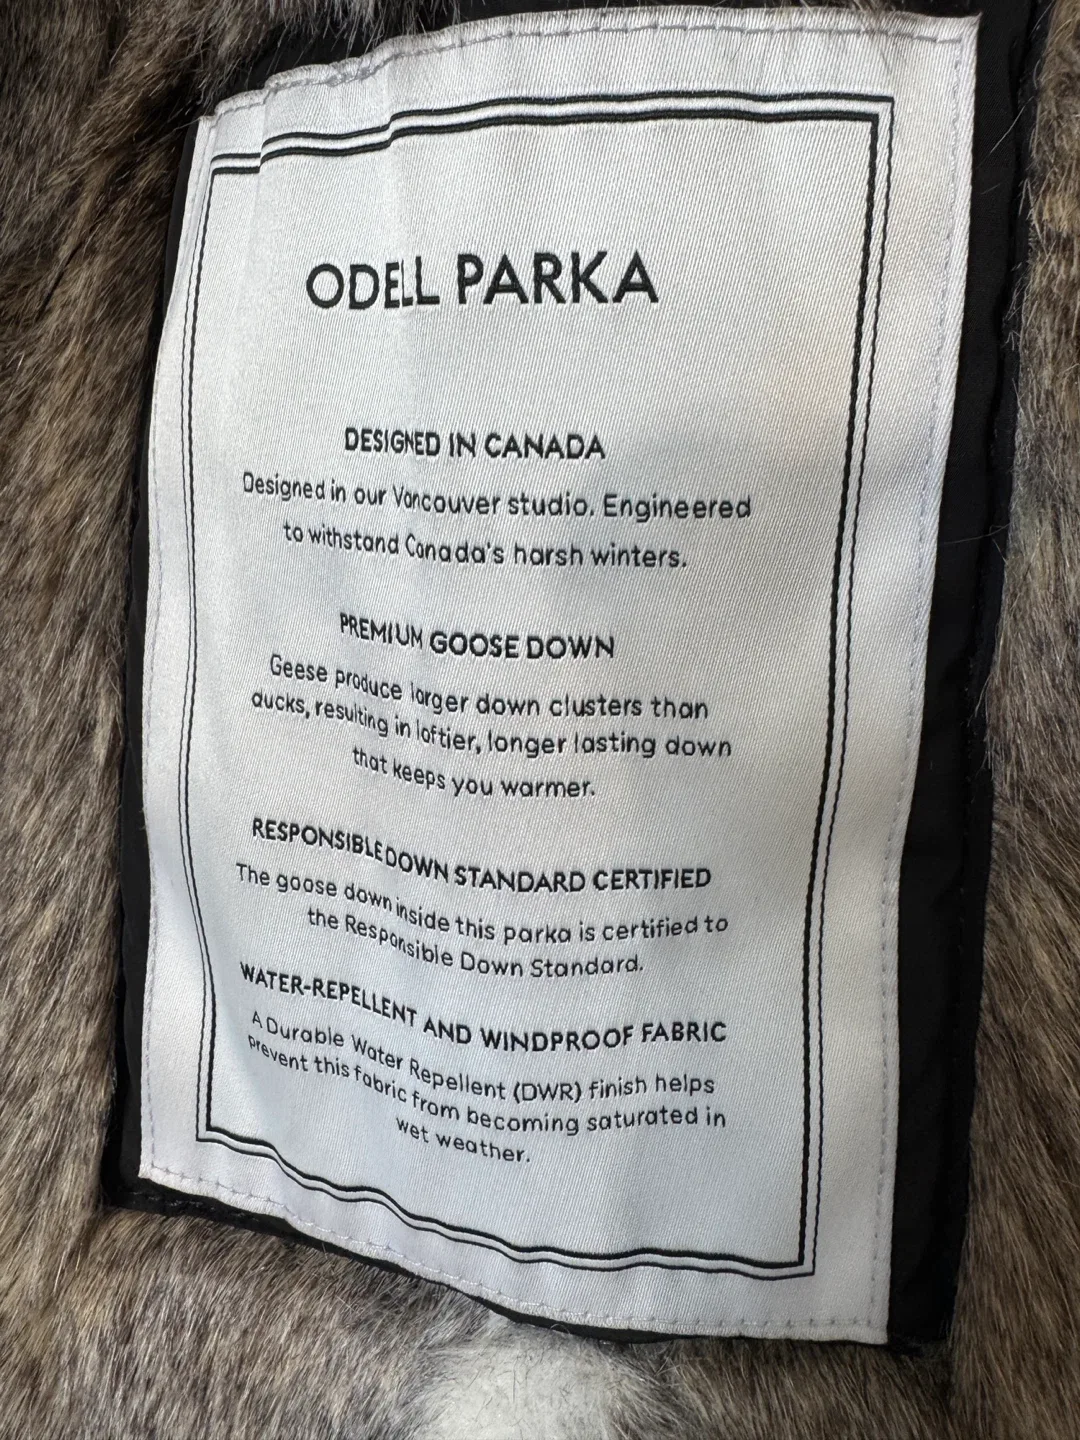 ODELL PARKA
DESIGNED IN CANADA
Designed in our Vancouver studio. Engineered
to withstand Canada's harsh winters.
PREMIUM GOOSE DOWN
Geese produce larger down clusters than
ducks, resulting in loftier, longer lasting down
that keeps you warmer.
RESPONSIBLE DOWN STANDARD CERTIFIED
The goose down inside this parka is certified to
the Responsible Down Standard.
WATER-REPELLENT AND WINDPROOF FABRIC
A Durable Water Repellent (DWR) finish helps
prevent this fabric from becoming saturated in
wet weather.